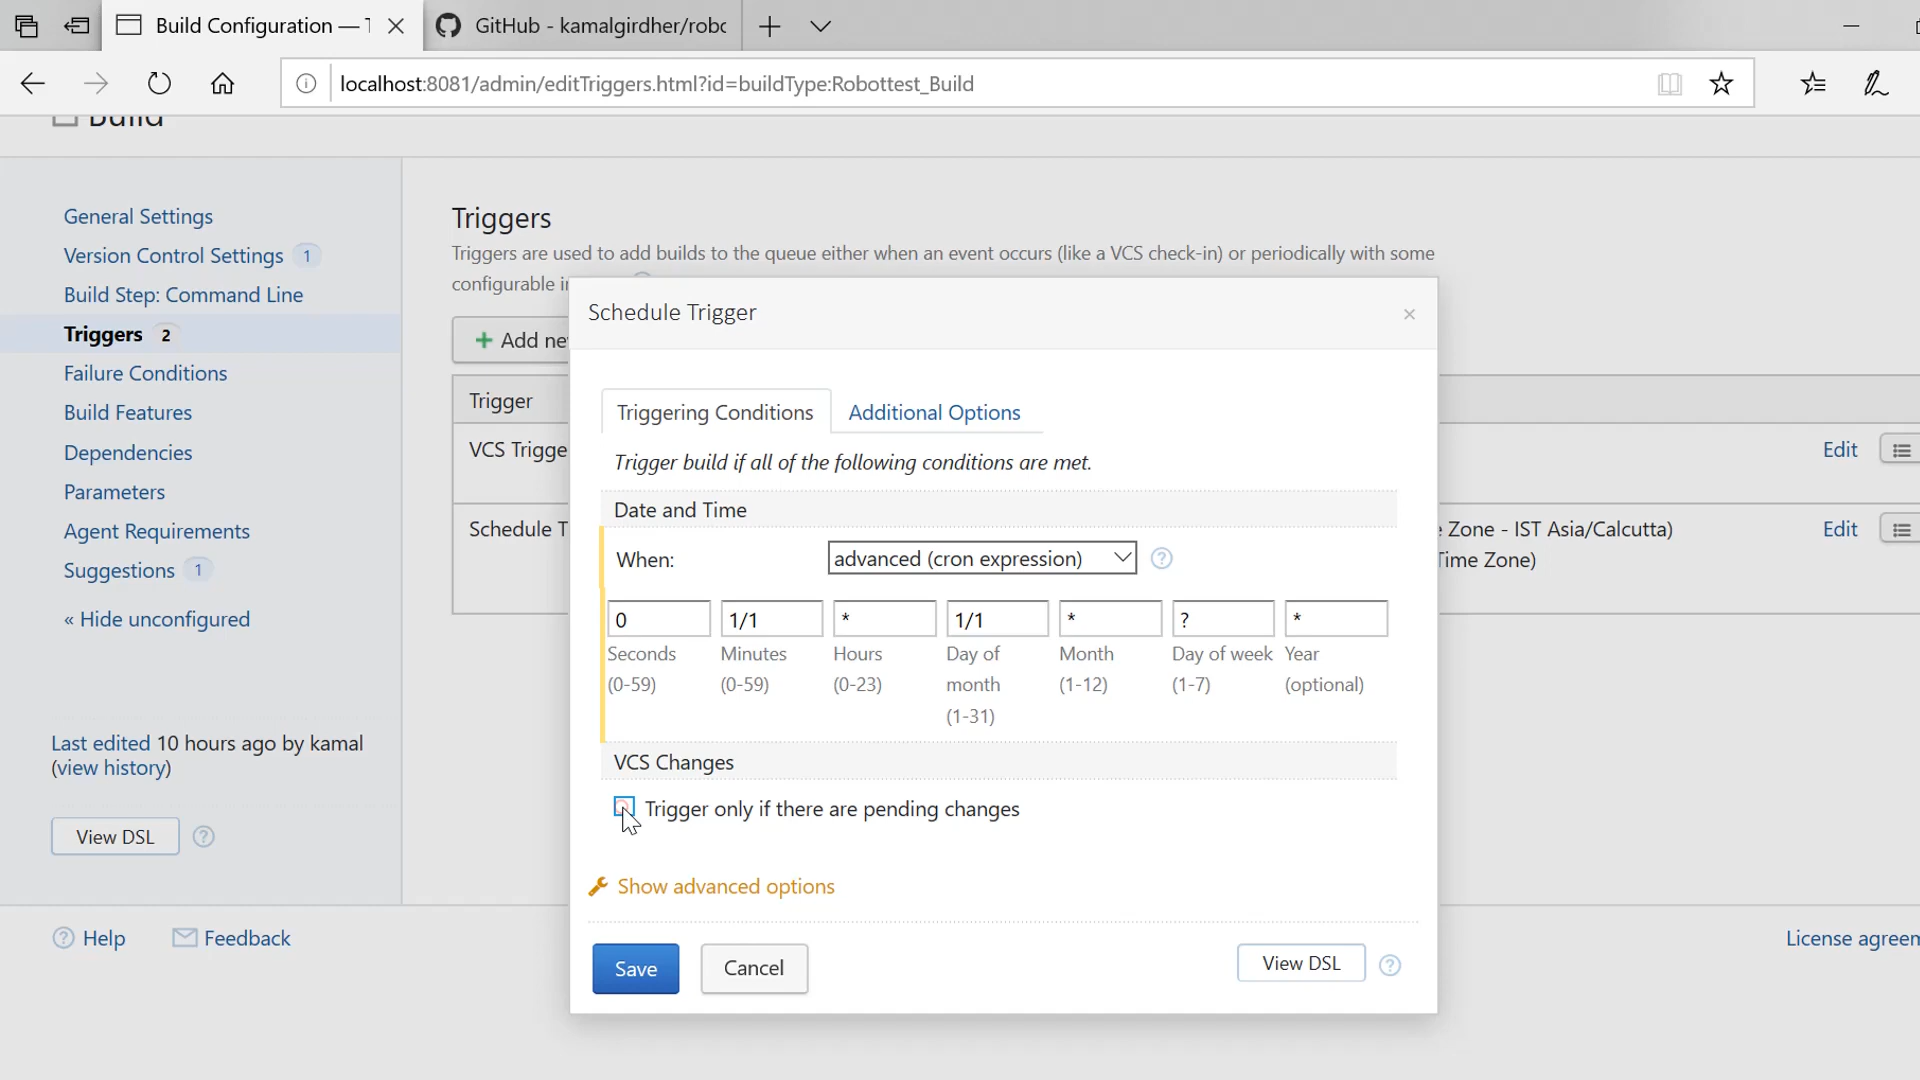 Build Configuration — T
GitHub - kamalgirdher/robo
localhost:8081/admin/editTriggers.html?id=buildType:Robottest_Build
Build
General Settings
Version Control Settings 1
Build Step: Command Line
Triggers 2
Failure Conditions
Build Features
Dependencies
Parameters
Agent Requirements
Suggestions 1
« Hide unconfigured
Last edited 10 hours ago by kamal
(view history)
View DSL ?
Triggers
Triggers are used to add builds to the queue either when an event occurs (like a VCS check-in) or periodically with some
configurable
+ Add new
Trigger
VCS Trigge
Edit
Schedule T
Zone - IST Asia/Calcutta)
Time Zone)
Edit
Schedule Trigger ×
Triggering Conditions Additional Options
Trigger build if all of the following conditions are met.
Date and Time
When: advanced (cron expression) ?
0 1/1 * 1/1 * ? *
Seconds Minutes Hours Day of Month Day of week Year
(0-59) (0-59) (0-23) month (1-12) (1-7) (optional)
(1-31)
VCS Changes
Trigger only if there are pending changes
Show advanced options
Save Cancel View DSL ?
? Help Feedback
License agreem